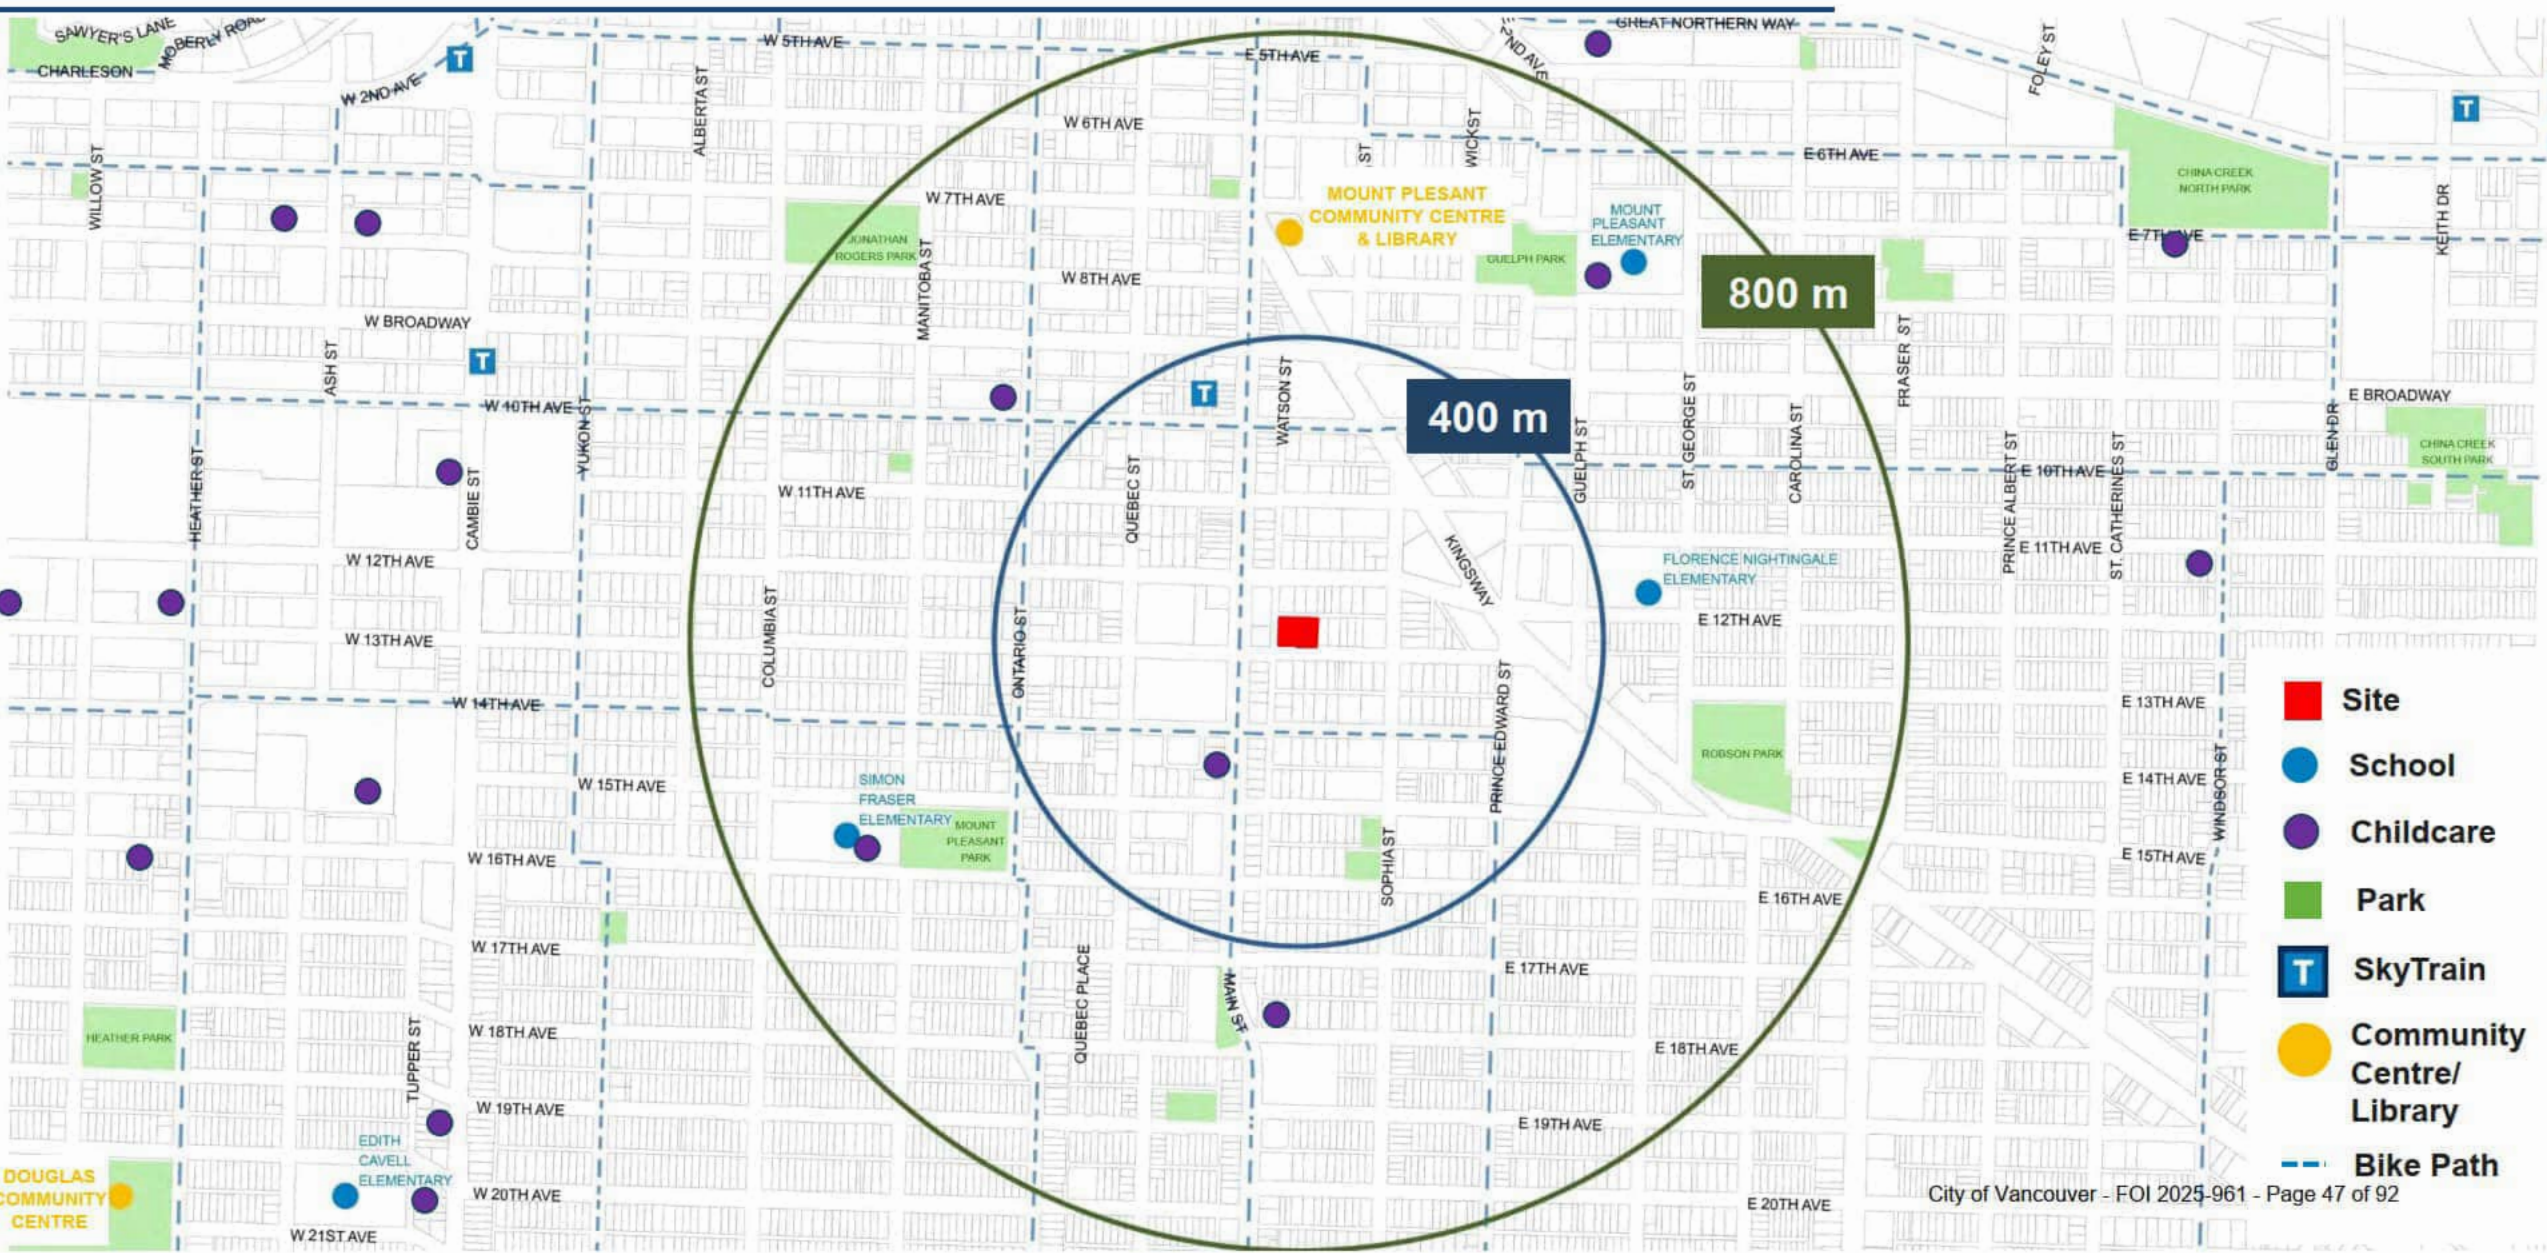 SAWYER'S LANE
MOBERLY ROAD
CHARLESON
W 2ND AVE
T
W 5TH AVE
E 5TH AVE
E 2ND AVE
GREAT NORTHERN WAY
FOLEY ST
T
ALBERTA ST
W 6TH AVE
ST
WICK ST
E 6TH AVE
WILLOW ST
CHINA CREEK
NORTH PARK
KEITH DR
W 7TH AVE
MOUNT PLESANT
COMMUNITY CENTRE
& LIBRARY
MOUNT
PLEASANT
ELEMENTARY
E 7TH AVE
JONATHAN
ROGERS PARK
MANITOBA ST
GUELPH PARK
W 8TH AVE
800 m
W BROADWAY
T
ASH ST
FRASER ST
WATSON ST
T
400 m
E BROADWAY
W 10TH AVE
YUKON ST
GUELPH ST
ST. GEORGE ST
CAROLINA ST
GLEN DR
CHINA CREEK
SOUTH PARK
HEATHER ST
CAMBIE ST
QUEBEC ST
W 11TH AVE
E 10TH AVE
PRINCE ALBERT ST
ST. CATHERINES ST
E 11TH AVE
W 12TH AVE
KINGSWAY
FLORENCE NIGHTINGALE
ELEMENTARY
E 12TH AVE
W 13TH AVE
COLUMBIA ST
ONTARIO ST
PRINCE EDWARD ST
W 14TH AVE
E 13TH AVE
ROBSON PARK
W 15TH AVE
E 14TH AVE
WINDSOR ST
SIMON
FRASER
ELEMENTARY
MOUNT
PLEASANT
PARK
SOPHIA ST
W 16TH AVE
E 15TH AVE
E 16TH AVE
W 17TH AVE
E 17TH AVE
QUEBEC PLACE
MAIN ST
HEATHER PARK
TUPPER ST
W 18TH AVE
E 18TH AVE
W 19TH AVE
E 19TH AVE
EDITH
CAVELL
ELEMENTARY
DOUGLAS
COMMUNITY
CENTRE
W 20TH AVE
E 20TH AVE
W 21ST AVE
Site
School
Childcare
Park
T SkyTrain
Community
Centre/
Library
Bike Path
City of Vancouver - FOI 2025-961 - Page 47 of 92